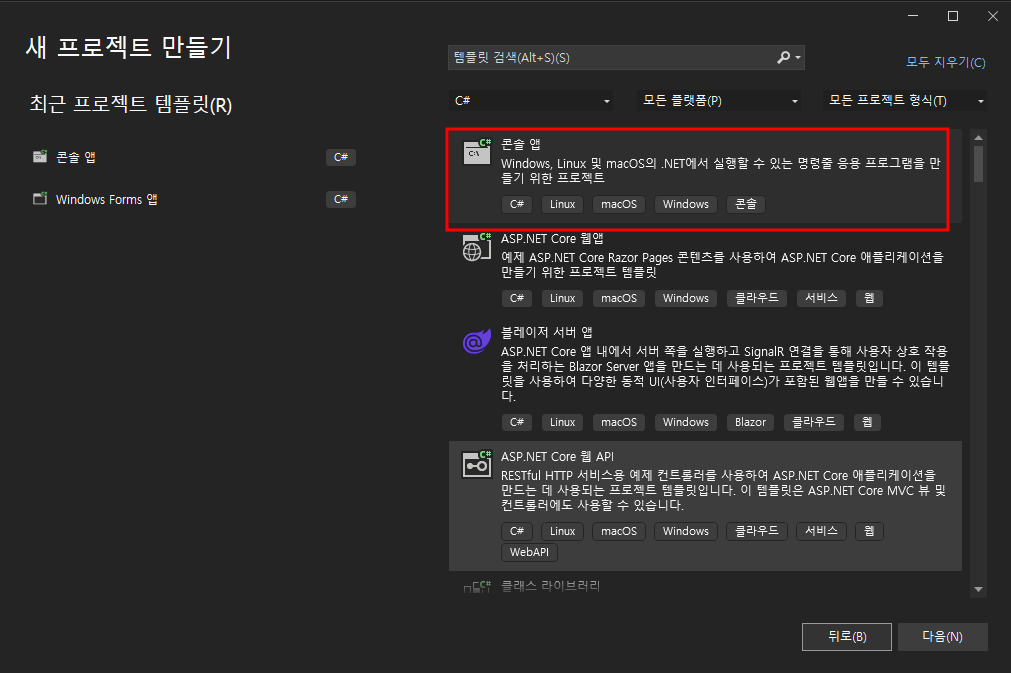 새 프로젝트 만들기
최근 프로젝트 템플릿(R)
콘솔 앱
C#
Windows Forms 앱
C#
템플릿 검색(Alt+S)(S)
모두 지우기(C)
C#
모든 플랫폼(P)
모든 프로젝트 형식(T)
C#
C:\
콘솔 앱
Windows, Linux 및 macOS의 .NET에서 실행할 수 있는 명령줄 응용 프로그램을 만
들기 위한 프로젝트
C# Linux macOS Windows 콘솔
C#
ASP.NET Core 웹앱
예제 ASP.NET Core Razor Pages 콘텐츠를 사용하여 ASP.NET Core 애플리케이션을
만들기 위한 프로젝트 템플릿
C# Linux macOS Windows 클라우드 서비스 웹
@
블레이저 서버 앱
ASP.NET Core 앱 내에서 서버 쪽을 실행하고 SignalR 연결을 통해 사용자 상호 작용
을 처리하는 Blazor Server 앱을 만드는 데 사용되는 프로젝트 템플릿입니다. 이 템플
릿을 사용하여 다양한 동적 UI(사용자 인터페이스)가 포함된 웹앱을 만들 수 있습니
다.
C# Linux macOS Windows Blazor 클라우드 웹
C#
ASP.NET Core 웹 API
RESTful HTTP 서비스용 예제 컨트롤러를 사용하여 ASP.NET Core 애플리케이션을
만드는 데 사용되는 프로젝트 템플릿입니다. 이 템플릿은 ASP.NET Core MVC 뷰 및
컨트롤러에도 사용할 수 있습니다.
C# Linux macOS Windows 클라우드 서비스 웹
WebAPI
C#
클래스 라이브러리
뒤로(B)
다음(N)